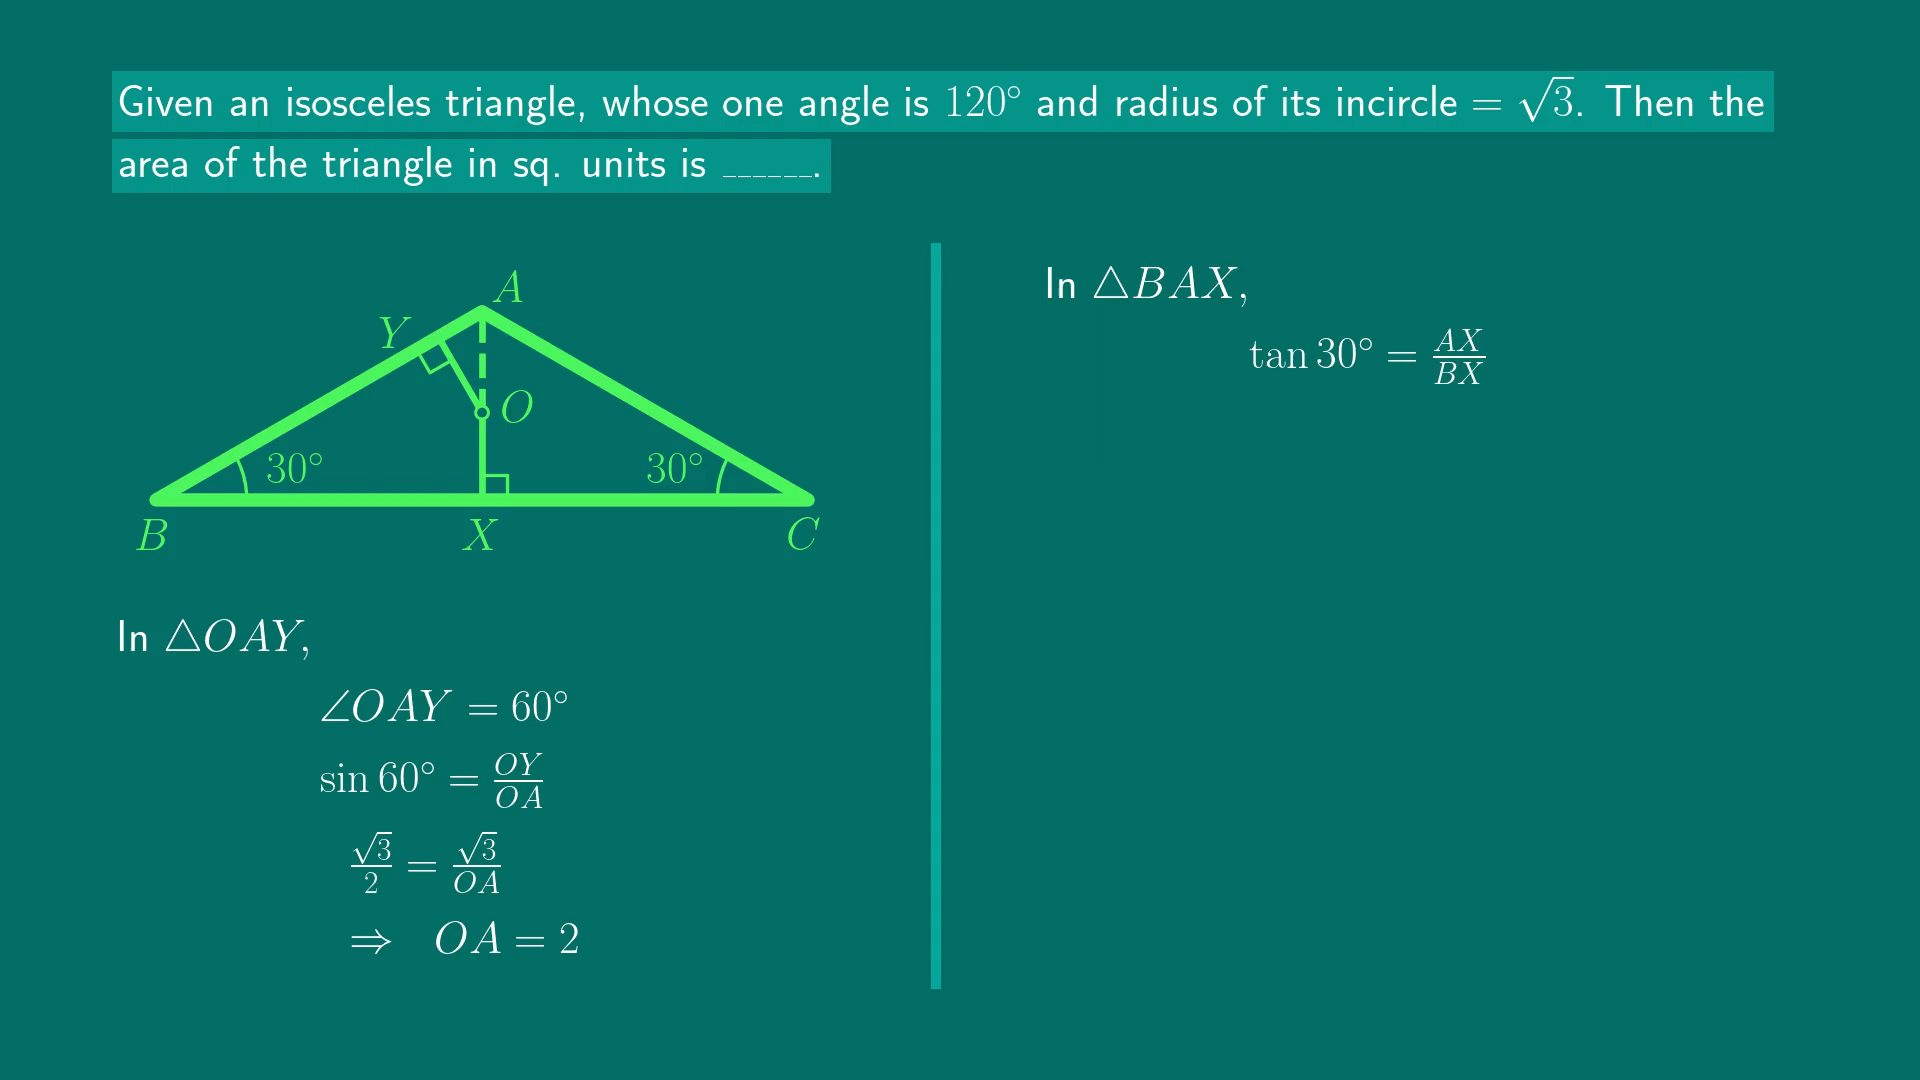 Given an isosceles triangle, whose one angle is 120° and radius of its incircle = √3. Then the
area of the triangle in sq. units is ______.
A
Y
O
30° 30°
B X C
In △OAY,
∠OAY = 60°
sin 60° = OY/OA
√3/2 = √3/OA
⇒ OA = 2
In △BAX,
tan 30° = AX/BX